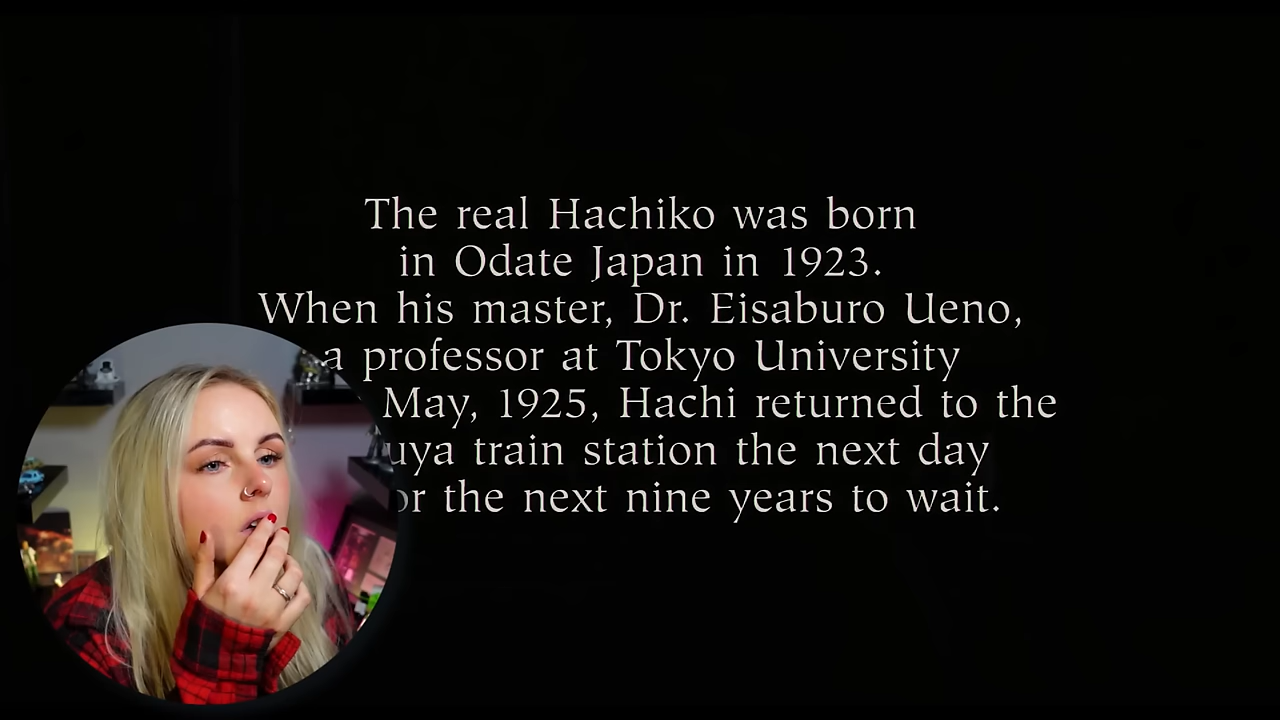 The real Hachiko was born
in Odate Japan in 1923.
When his master, Dr. Eisaburo Ueno,
a professor at Tokyo University
May, 1925, Hachi returned to the
train station the next day
the next nine years to wait.